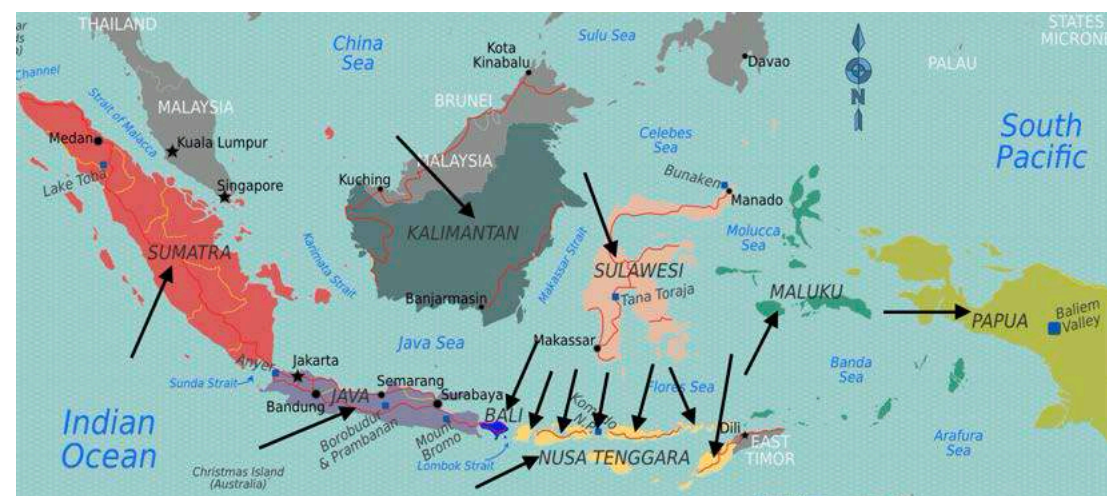 THAILAND
China
Sea
Kota
Kinabalu
Sulu Sea
Davao
N
PALAU
STATES
MICRONE
Channel
Strait of Malacca
MALAYSIA
BRUNEI
Celebes
Sea
South
Pacific
Medan
Kuala Lumpur
MALAYSIA
Lake Toba
Singapore
Kuching
Bunaken
Manado
SUMATRA
Karimata Strait
KALIMANTAN
Makassar Strait
SULAWESI
Molucca
Sea
Tana Toraja
MALUKU
Banjarmasin
PAPUA
Baliem
Valley
Anyer
Jakarta
Java Sea
Makassar
Banda
Sea
Sunda Strait
Semarang
Flores Sea
Bandung
JAVA
Surabaya
BALI
Indian
Ocean
Borobudur
& Prambanan
Mount
Bromo
N.P.
Dili
EAST
TIMOR
Arafura
Sea
Lombok Strait
NUSA TENGGARA
Christmas Island
(Australia)